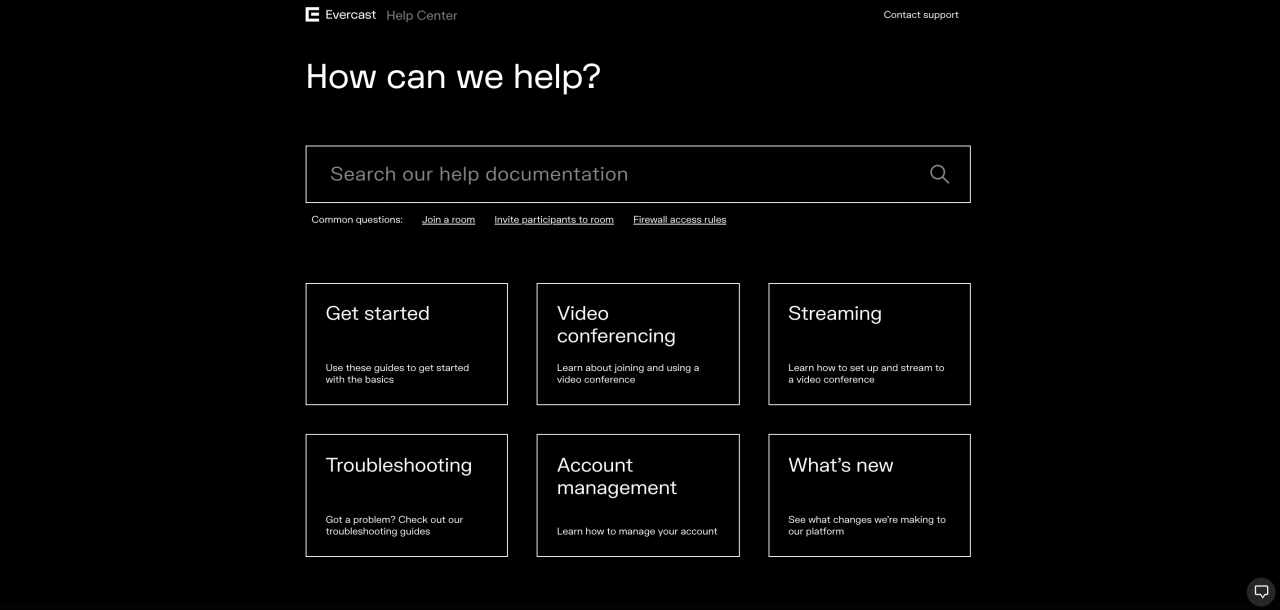 Evercast Help Center
Contact support
How can we help?
Search our help documentation
Common questions: Join a room Invite participants to room Firewall access rules
Get started
Use these guides to get started
with the basics
Video
conferencing
Learn about joining and using a
video conference
Streaming
Learn how to set up and stream to
a video conference
Troubleshooting
Got a problem? Check out our
troubleshooting guides
Account
management
Learn how to manage your account
What's new
See what changes we're making to
our platform